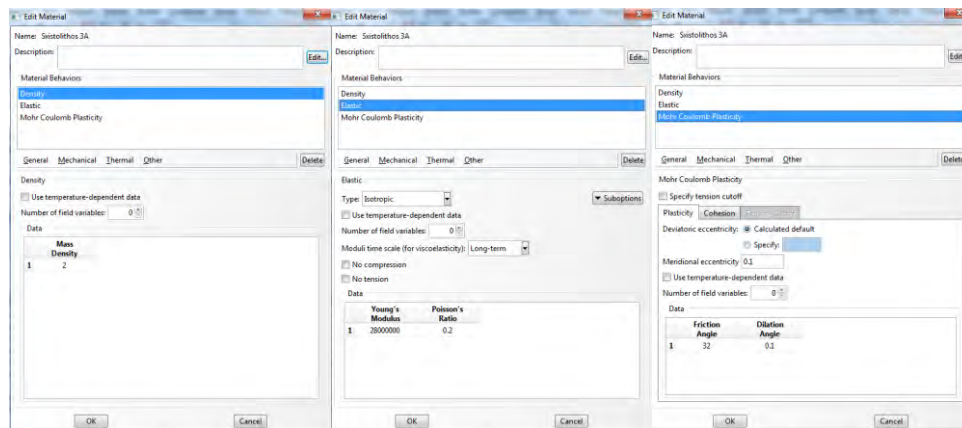 Edit Material
Name: Sxistolithos 3A
Description:
Edit...
Material Behaviors
Density
Elastic
Mohr Coulomb Plasticity
General Mechanical Thermal Other
Delete
Density
Use temperature-dependent data
Number of field variables: 0
Data
Mass
Density
1 2
OK Cancel
Edit Material
Name: Sxistolithos 3A
Description:
Edit...
Material Behaviors
Density
Elastic
Mohr Coulomb Plasticity
General Mechanical Thermal Other
Delete
Elastic
Type: Isotropic
Suboptions
Use temperature-dependent data
Number of field variables: 0
Moduli time scale (for viscoelasticity): Long-term
No compression
No tension
Data
Young's Poisson's
Modulus Ratio
1 28000000 0.2
OK Cancel
Edit Material
Name: Sxistolithos 3A
Description:
Edit
Material Behaviors
Density
Elastic
Mohr Coulomb Plasticity
General Mechanical Thermal Other
Delete
Mohr Coulomb Plasticity
Specify tension cutoff
Plasticity Cohesion
Deviatoric eccentricity: Calculated default
Specify:
Meridional eccentricity 0.1
Use temperature-dependent data
Number of field variables: 0
Data
Friction Dilation
Angle Angle
1 32 0.1
OK Cancel